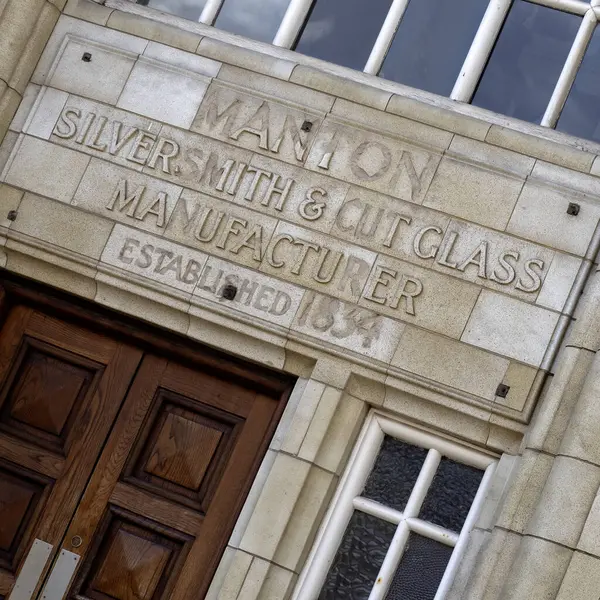 MANTON
SILVERSMITH & CUT GLASS
MANUFACTURER
ESTABLISHED 1834